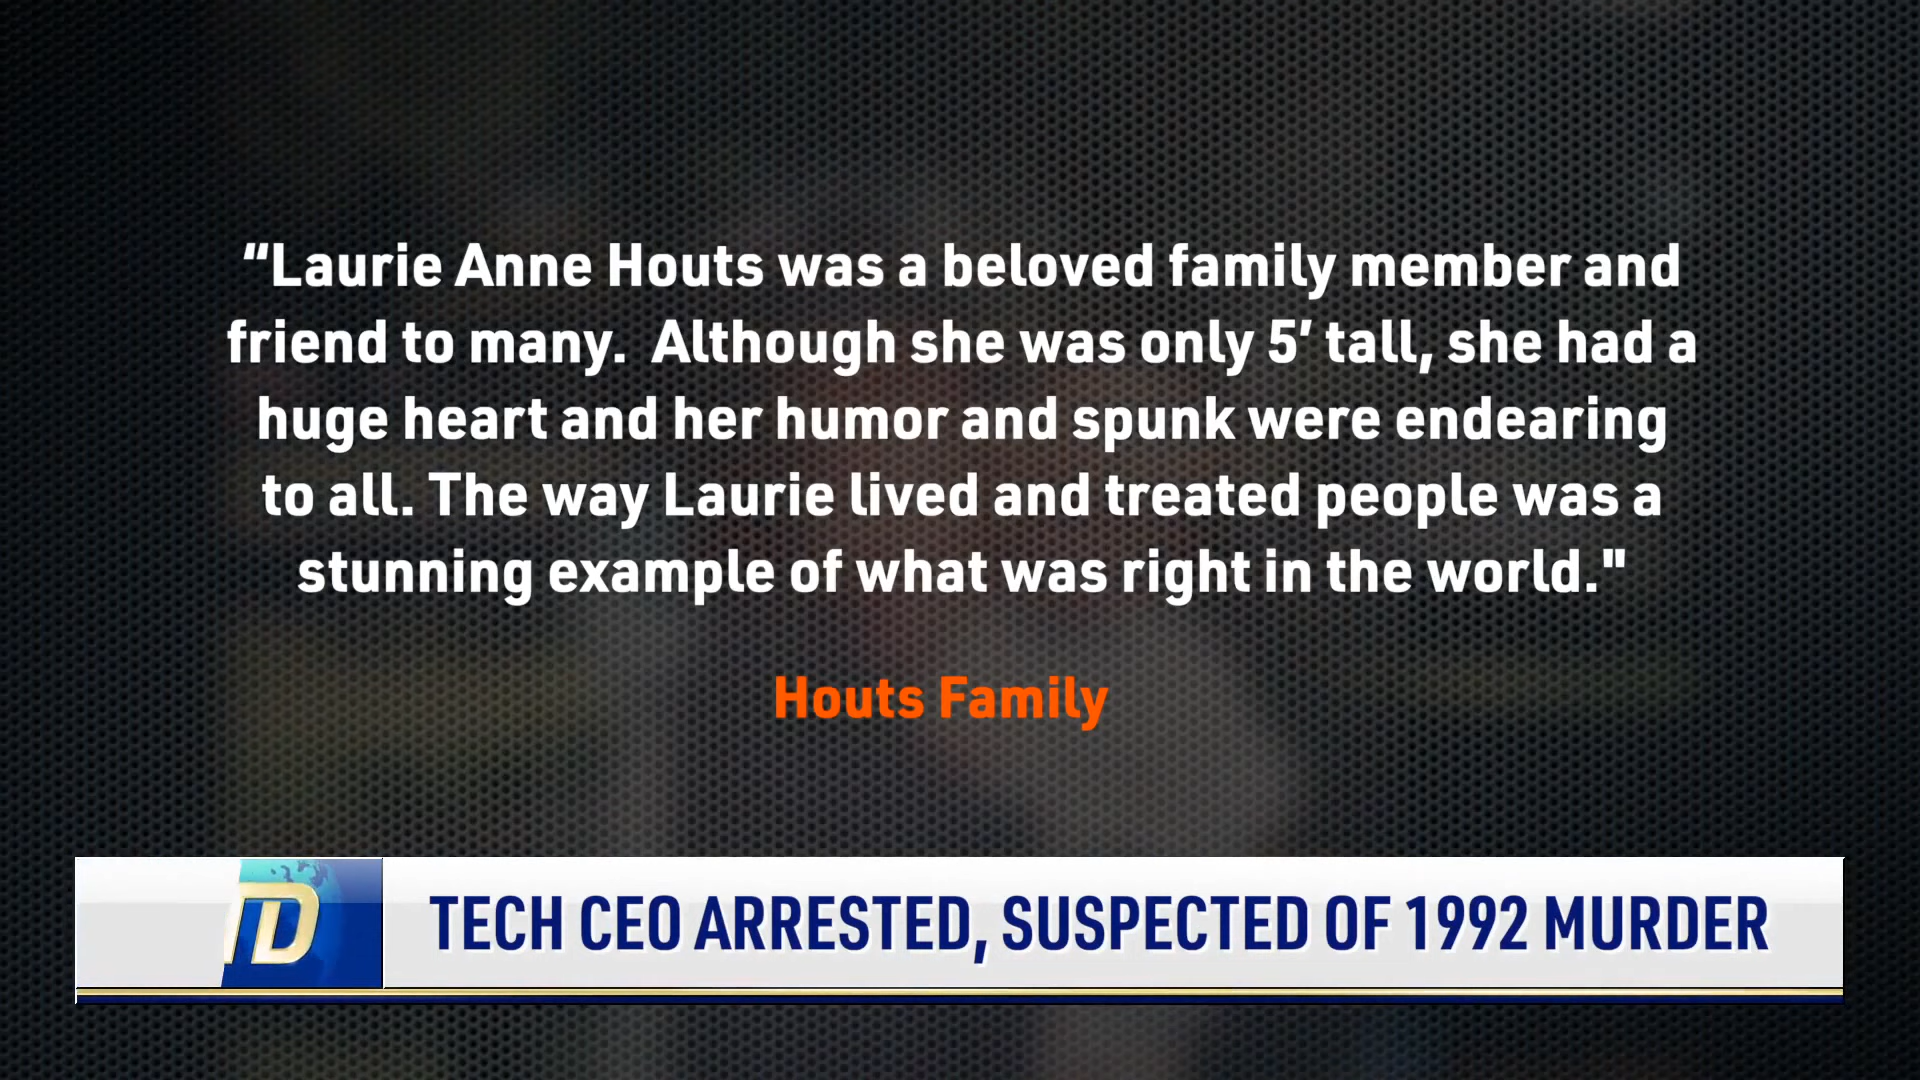 “Laurie Anne Houts was a beloved family member and
friend to many.  Although she was only 5’ tall, she had a
huge heart and her humor and spunk were endearing
to all. The way Laurie lived and treated people was a
stunning example of what was right in the world."
Houts Family
TD
TECH CEO ARRESTED, SUSPECTED OF 1992 MURDER